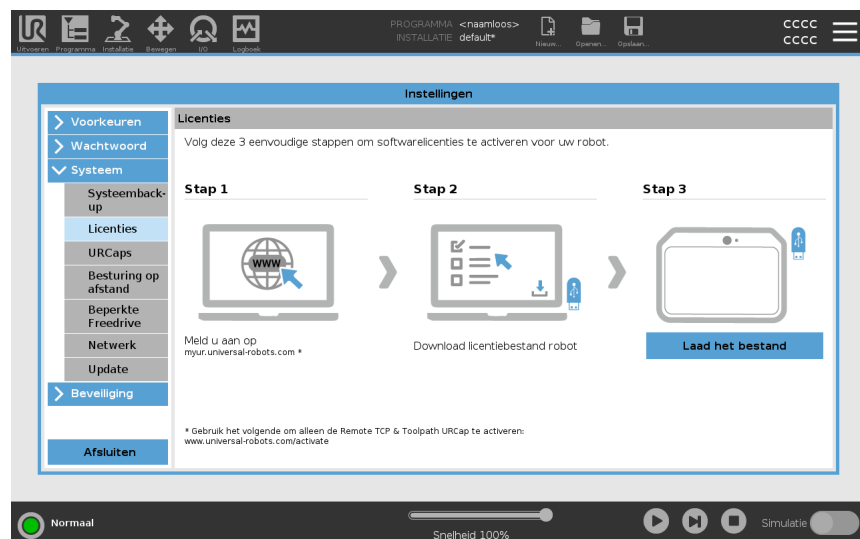 PROGRAMMA <naamloos>
INSTALLATIE default*
CCCC
CCCC
Uitvoeren Programma Installatie Bewegen I/O Logboek Nieuw... Openen... Opslaan...
Instellingen
Voorkeuren
Wachtwoord
Systeem
Systeemback-
up
Licenties
URCaps
Besturing op
afstand
Beperkte
Freedrive
Netwerk
Update
Beveiliging
Afsluiten
Licenties
Volg deze 3 eenvoudige stappen om softwarelicenties te activeren voor uw robot.
Stap 1
www
Meld u aan op
myur.universal-robots.com *
Stap 2
Download licentiebestand robot
Stap 3
Laad het bestand
* Gebruik het volgende om alleen de Remote TCP & Toolpath URCap te activeren:
www.universal-robots.com/activate
Normaal
Snelheid 100%
Simulatie